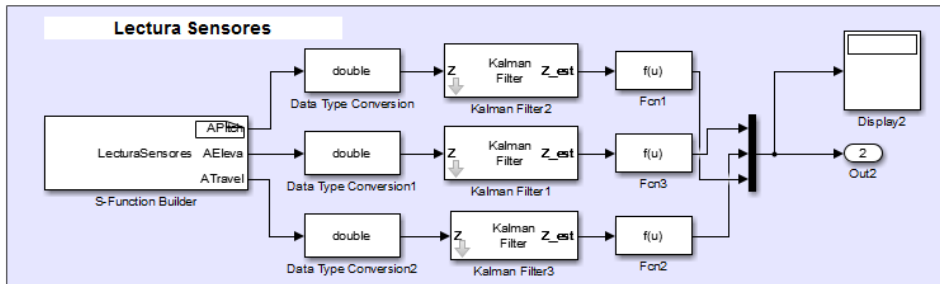 Lectura Sensores
double
Data Type Conversion
Z
Kalman
Filter
Z_est
Kalman Filter2
f(u)
Fcn1
Display2
LecturaSensores
APitch
AEleva
ATravel
S-Function Builder
double
Data Type Conversion1
Z
Kalman
Filter
Z_est
Kalman Filter1
f(u)
Fcn3
2
Out2
double
Data Type Conversion2
Z
Kalman
Filter
Z_est
Kalman Filter3
f(u)
Fcn2